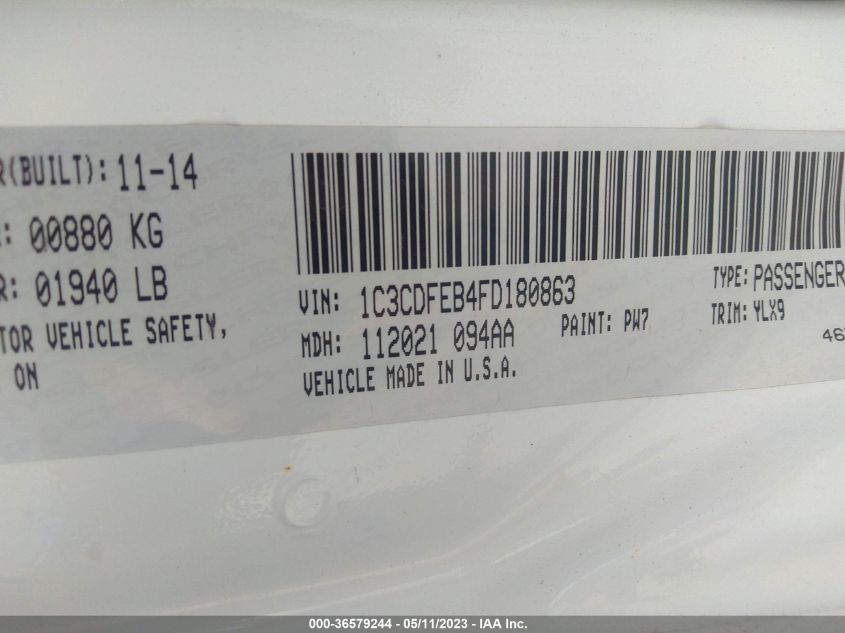 R(BUILT): 11-14
: 00880 KG
R: 01940 LB
TOR VEHICLE SAFETY,
ON
VIN: 1C3CDFEB4FD180863
TYPE: PASSENGER
MDH: 112021 094AA
PAINT: PW7
TRIM: YLX9
VEHICLE MADE IN U.S.A.
46
000-36579244 - 05/11/2023 - IAA Inc.